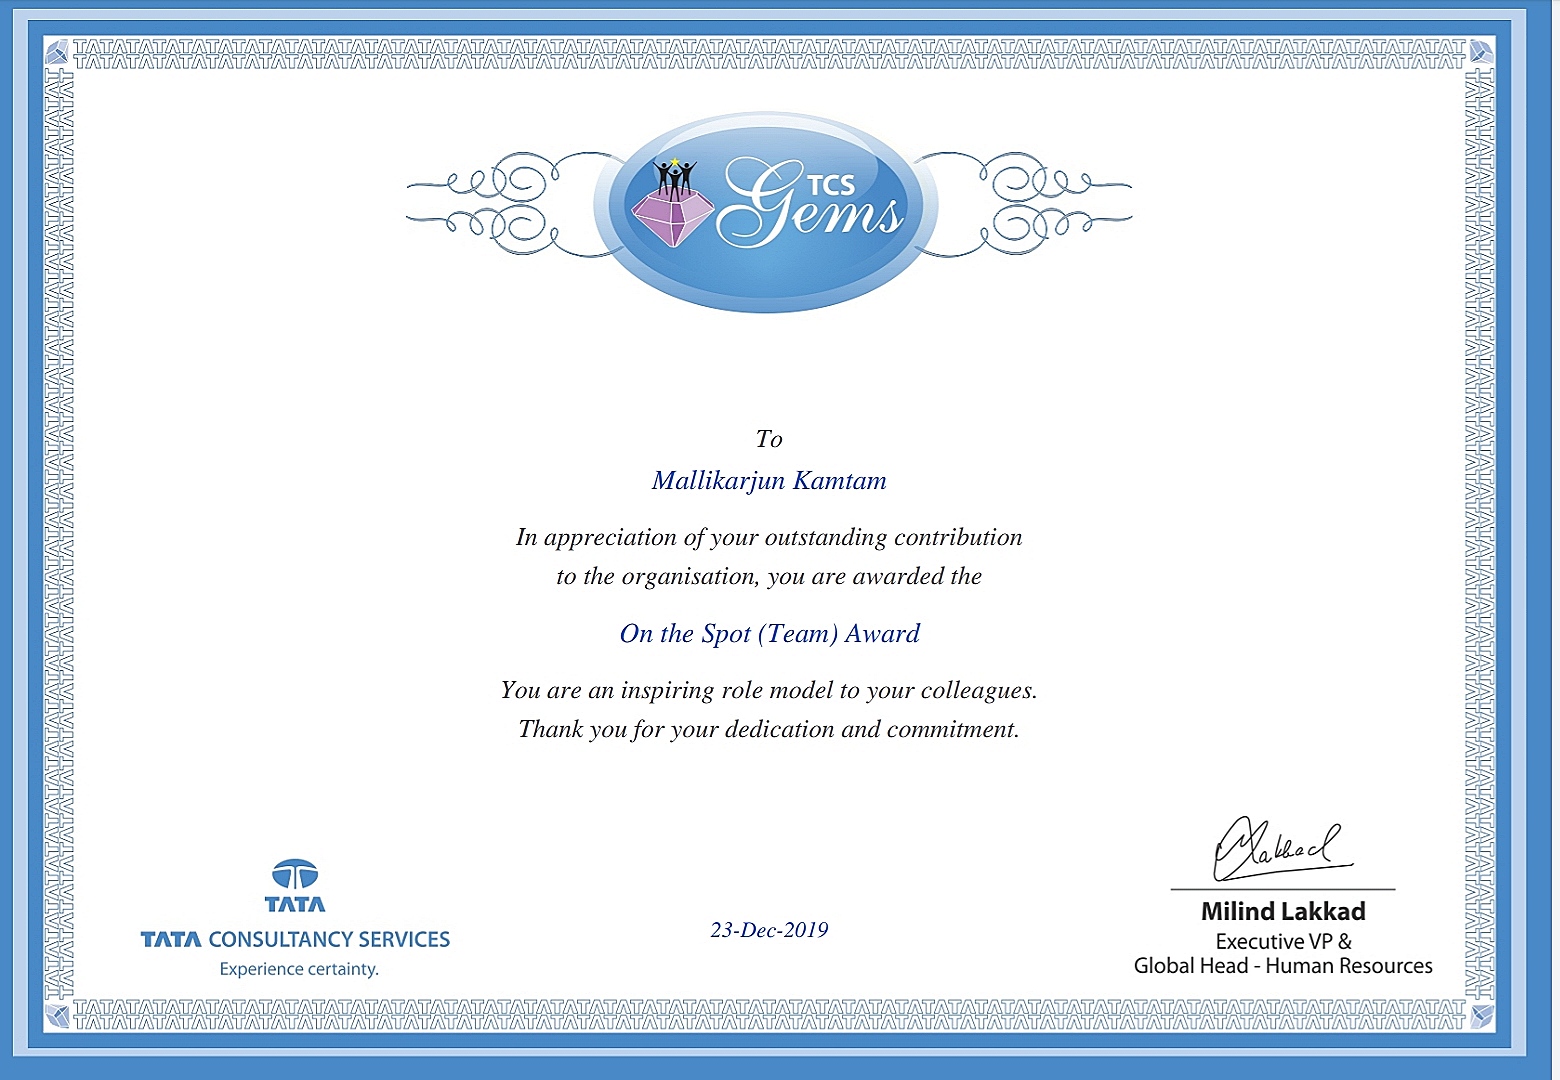 TCS
Gems
To
Mallikarjun Kamtam
In appreciation of your outstanding contribution
to the organisation, you are awarded the
On the Spot (Team) Award
You are an inspiring role model to your colleagues.
Thank you for your dedication and commitment.
TATA
TATA CONSULTANCY SERVICES
Experience certainty.
23-Dec-2019
Lakkad
Milind Lakkad
Executive VP &
Global Head - Human Resources